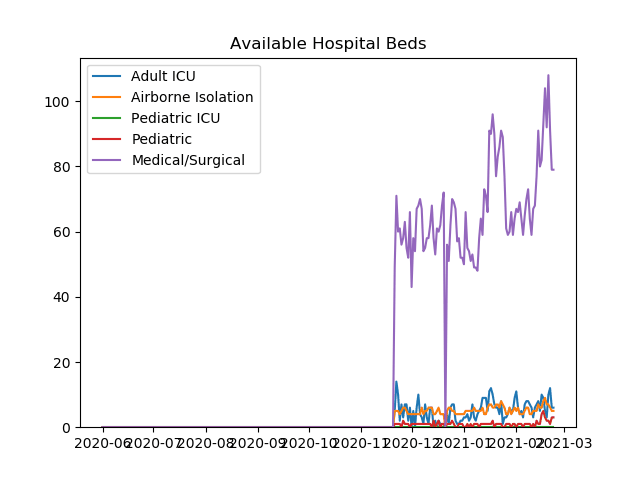 Available Hospital Beds
Adult ICU
Airborne Isolation
Pediatric ICU
Pediatric
Medical/Surgical
100
80
60
40
20
0
2020-06 2020-07 2020-08 2020-09 2020-10 2020-11 2020-12 2021-01 2021-02 2021-03